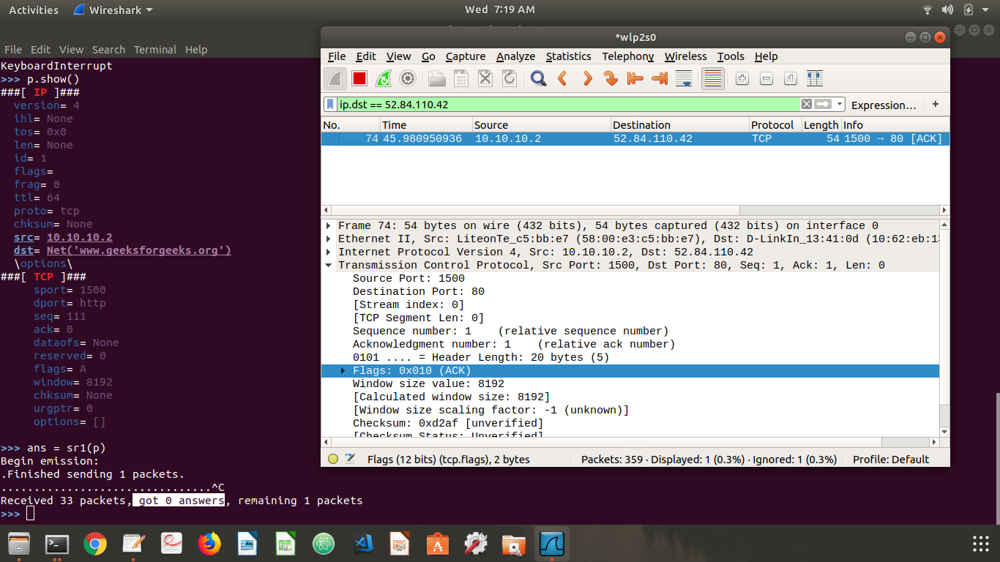 Activities
Wireshark
Wed 7:19 AM
File Edit View Search Terminal Help
KeyboardInterrupt
>>> p.show()
###[ IP ]###
version= 4
ihl= None
tos= 0x0
len= None
id= 1
flags=
frag= 0
ttl= 64
proto= tcp
chksum= None
src= 10.10.10.2
dst= Net('www.geeksforgeeks.org')
\options\
###[ TCP ]###
sport= 1500
dport= http
seq= 111
ack= 0
dataofs= None
reserved= 0
flags= A
window= 8192
chksum= None
urgptr= 0
options= []
>>> ans = sr1(p)
Begin emission:
.Finished sending 1 packets.
................................^C
Received 33 packets, got 0 answers, remaining 1 packets
>>>
*wlp2s0
File Edit View Go Capture Analyze Statistics Telephony Wireless Tools Help
ip.dst == 52.84.110.42
Expression… +
No. Time Source Destination Protocol Length Info
74 45.980950936 10.10.10.2 52.84.110.42 TCP 54 1500 → 80 [ACK]
Frame 74: 54 bytes on wire (432 bits), 54 bytes captured (432 bits) on interface 0
Ethernet II, Src: LiteonTe_c5:bb:e7 (58:00:e3:c5:bb:e7), Dst: D-LinkIn_13:41:0d (10:62:eb:1
Internet Protocol Version 4, Src: 10.10.10.2, Dst: 52.84.110.42
Transmission Control Protocol, Src Port: 1500, Dst Port: 80, Seq: 1, Ack: 1, Len: 0
Source Port: 1500
Destination Port: 80
[Stream index: 0]
[TCP Segment Len: 0]
Sequence number: 1 (relative sequence number)
Acknowledgment number: 1 (relative ack number)
0101 .... = Header Length: 20 bytes (5)
Flags: 0x010 (ACK)
Window size value: 8192
[Calculated window size: 8192]
[Window size scaling factor: -1 (unknown)]
Checksum: 0xd2af [unverified]
[Checksum Status: Unverified]
Flags (12 bits) (tcp.flags), 2 bytes
Packets: 359 · Displayed: 1 (0.3%) · Ignored: 1 (0.3%)
Profile: Default